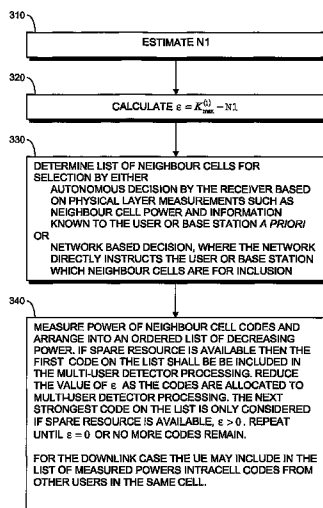 310
ESTIMATE N1
320
CALCULATE ε = K_max^(i) − N1
330
DETERMINE LIST OF NEIGHBOUR CELLS FOR
SELECTION BY EITHER
AUTONOMOUS DECISION BY THE RECEIVER BASED
ON PHYSICAL LAYER MEASUREMENTS SUCH AS
NEIGHBOUR CELL POWER AND INFORMATION
KNOWN TO THE USER OR BASE STATION A PRIORI
OR
NETWORK BASED DECISION, WHERE THE NETWORK
DIRECTLY INSTRUCTS THE USER OR BASE STATION
WHICH NEIGHBOUR CELLS ARE FOR INCLUSION
340
MEASURE POWER OF NEIGHBOUR CELL CODES AND
ARRANGE INTO AN ORDERED LIST OF DECREASING
POWER. IF SPARE RESOURCE IS AVAILABLE THEN THE
FIRST CODE ON THE LIST SHALL BE BE INCLUDED IN
THE MULTI-USER DETECTOR PROCESSING. REDUCE
THE VALUE OF ε AS THE CODES ARE ALLOCATED TO
MULTI-USER DETECTOR PROCESSING. THE NEXT
STRONGEST CODE ON THE LIST IS ONLY CONSIDERED
IF SPARE RESOURCE IS AVAILABLE, ε > 0. REPEAT
UNTIL ε = 0 OR NO MORE CODES REMAIN.
FOR THE DOWNLINK CASE THE UE MAY INCLUDE IN
THE LIST OF MEASURED POWERS INTRACELL CODES FROM
OTHER USERS IN THE SAME CELL.